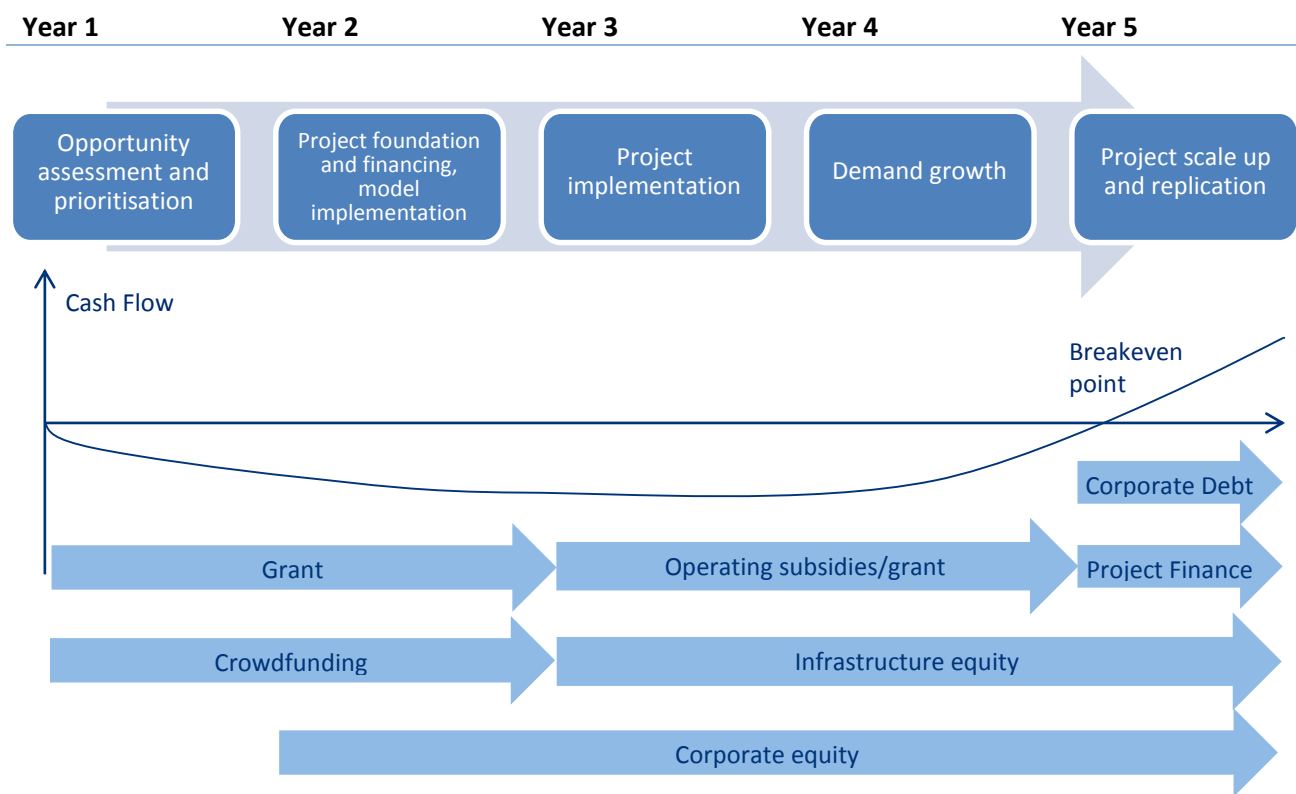 Year 1 Year 2 Year 3 Year 4 Year 5
Opportunity
assessment and
prioritisation
Project foundation
and financing,
model
implementation
Project
implementation
Demand growth
Project scale up
and replication
Cash Flow
Breakeven
point
Corporate Debt
Grant
Operating subsidies/grant
Project Finance
Crowdfunding
Infrastructure equity
Corporate equity